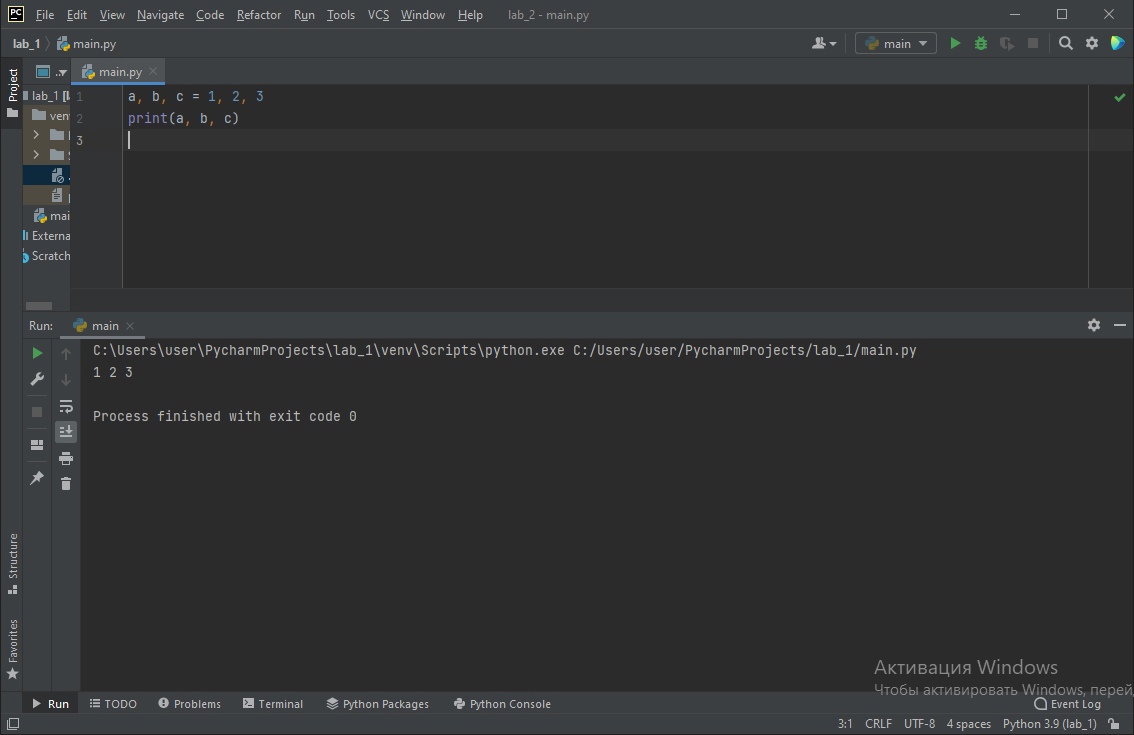 PC File Edit View Navigate Code Refactor Run Tools VCS Window Help lab_2 - main.py
lab_1 main.py main
Project
.. main.py
lab_1 [l
ven
mai
Externa
Scratch
1 a, b, c = 1, 2, 3
2 print(a, b, c)
3
Run: main
C:\Users\user\PycharmProjects\lab_1\venv\Scripts\python.exe C:/Users/user/PycharmProjects/lab_1/main.py
1 2 3
Process finished with exit code 0
Structure
Favorites
Активация Windows
Чтобы активировать Windows, перей
Run TODO Problems Terminal Python Packages Python Console Event Log
3:1 CRLF UTF-8 4 spaces Python 3.9 (lab_1)